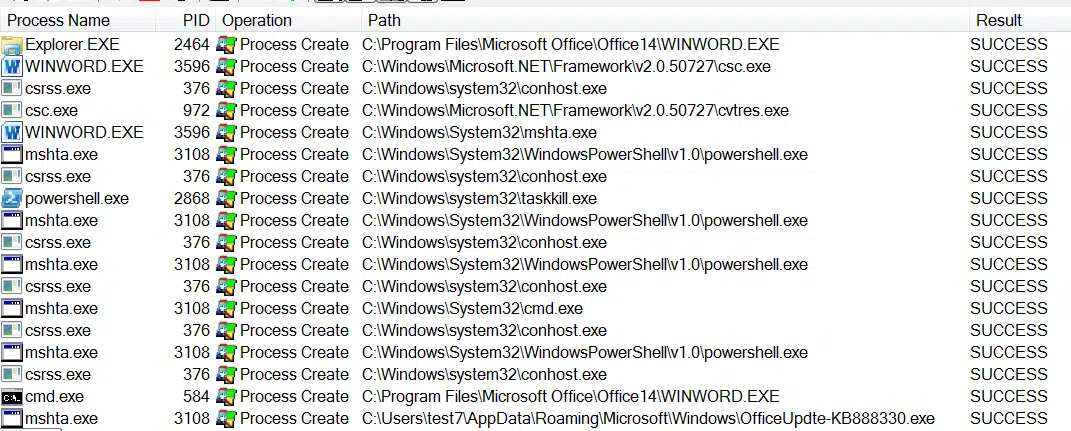 Process Name PID Operation Path Result
Explorer.EXE 2464 Process Create C:\Program Files\Microsoft Office\Office14\WINWORD.EXE SUCCESS
WINWORD.EXE 3596 Process Create C:\Windows\Microsoft.NET\Framework\v2.0.50727\csc.exe SUCCESS
csrss.exe 376 Process Create C:\Windows\system32\conhost.exe SUCCESS
csc.exe 972 Process Create C:\Windows\Microsoft.NET\Framework\v2.0.50727\cvtres.exe SUCCESS
WINWORD.EXE 3596 Process Create C:\Windows\System32\mshta.exe SUCCESS
mshta.exe 3108 Process Create C:\Windows\System32\WindowsPowerShell\v1.0\powershell.exe SUCCESS
csrss.exe 376 Process Create C:\Windows\system32\conhost.exe SUCCESS
powershell.exe 2868 Process Create C:\Windows\system32\taskkill.exe SUCCESS
mshta.exe 3108 Process Create C:\Windows\System32\WindowsPowerShell\v1.0\powershell.exe SUCCESS
csrss.exe 376 Process Create C:\Windows\system32\conhost.exe SUCCESS
mshta.exe 3108 Process Create C:\Windows\System32\WindowsPowerShell\v1.0\powershell.exe SUCCESS
csrss.exe 376 Process Create C:\Windows\system32\conhost.exe SUCCESS
mshta.exe 3108 Process Create C:\Windows\System32\cmd.exe SUCCESS
csrss.exe 376 Process Create C:\Windows\system32\conhost.exe SUCCESS
mshta.exe 3108 Process Create C:\Windows\System32\WindowsPowerShell\v1.0\powershell.exe SUCCESS
csrss.exe 376 Process Create C:\Windows\system32\conhost.exe SUCCESS
cmd.exe 584 Process Create C:\Program Files\Microsoft Office\Office14\WINWORD.EXE SUCCESS
mshta.exe 3108 Process Create C:\Users\test7\AppData\Roaming\Microsoft\Windows\OfficeUpdte-KB888330.exe SUCCESS